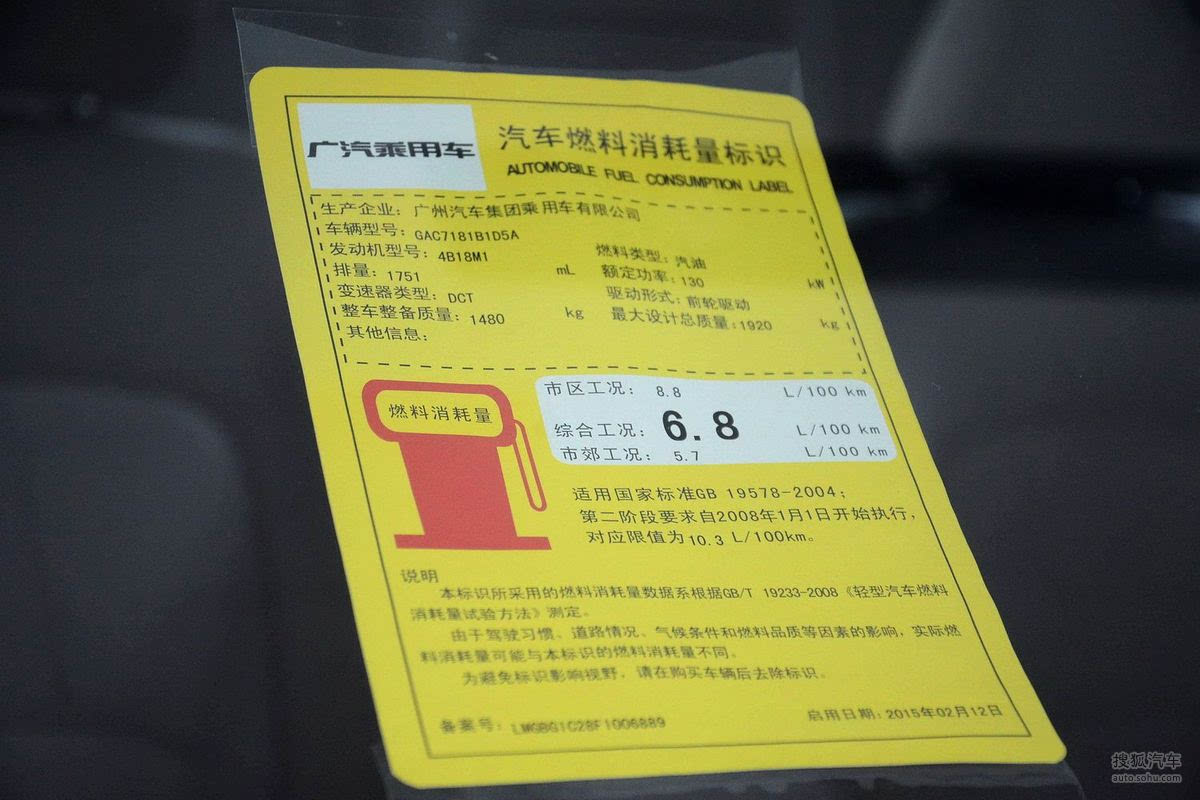 广汽乘用车
汽车燃料消耗量标识
AUTOMOBILE FUEL CONSUMPTION LABEL
生产企业：广州汽车集团乘用车有限公司
车辆型号：GAC7181B1D5A
发动机型号：4B18M1 燃料类型：汽油
排量：1751 mL 额定功率：130 kW
变速器类型：DCT 驱动形式：前轮驱动
整车整备质量：1480 kg 最大设计总质量：1920 kg
其他信息：
燃料消耗量
市区工况： 8.8 L/100 km
综合工况： 6.8 L/100 km
市郊工况： 5.7 L/100 km
适用国家标准GB 19578-2004；
第二阶段要求自2008年1月1日开始执行，
对应限值为10.3 L/100km。
说明
本标识所采用的燃料消耗量数据系根据GB/T 19233-2008《轻型汽车燃料
消耗量试验方法》测定。
由于驾驶习惯、道路情况、气候条件和燃料品质等因素的影响，实际燃
料消耗量可能与本标识的燃料消耗量不同。
为避免标识影响视野，请在购买车辆后去除标识。
备案号：LMGBG1C28F1006889 启用日期：2015年02月12日
搜狐汽车
auto.sohu.com